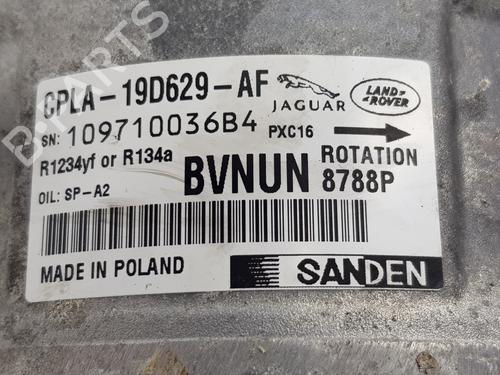 CPLA-19D629-AF
JAGUAR
LAND ROVER
SN: 109710036B4 PXC16
R1234yf or R134a
BVNUN
ROTATION
8788P
OIL: SP-A2
MADE IN POLAND
SANDEN
B-PARTS